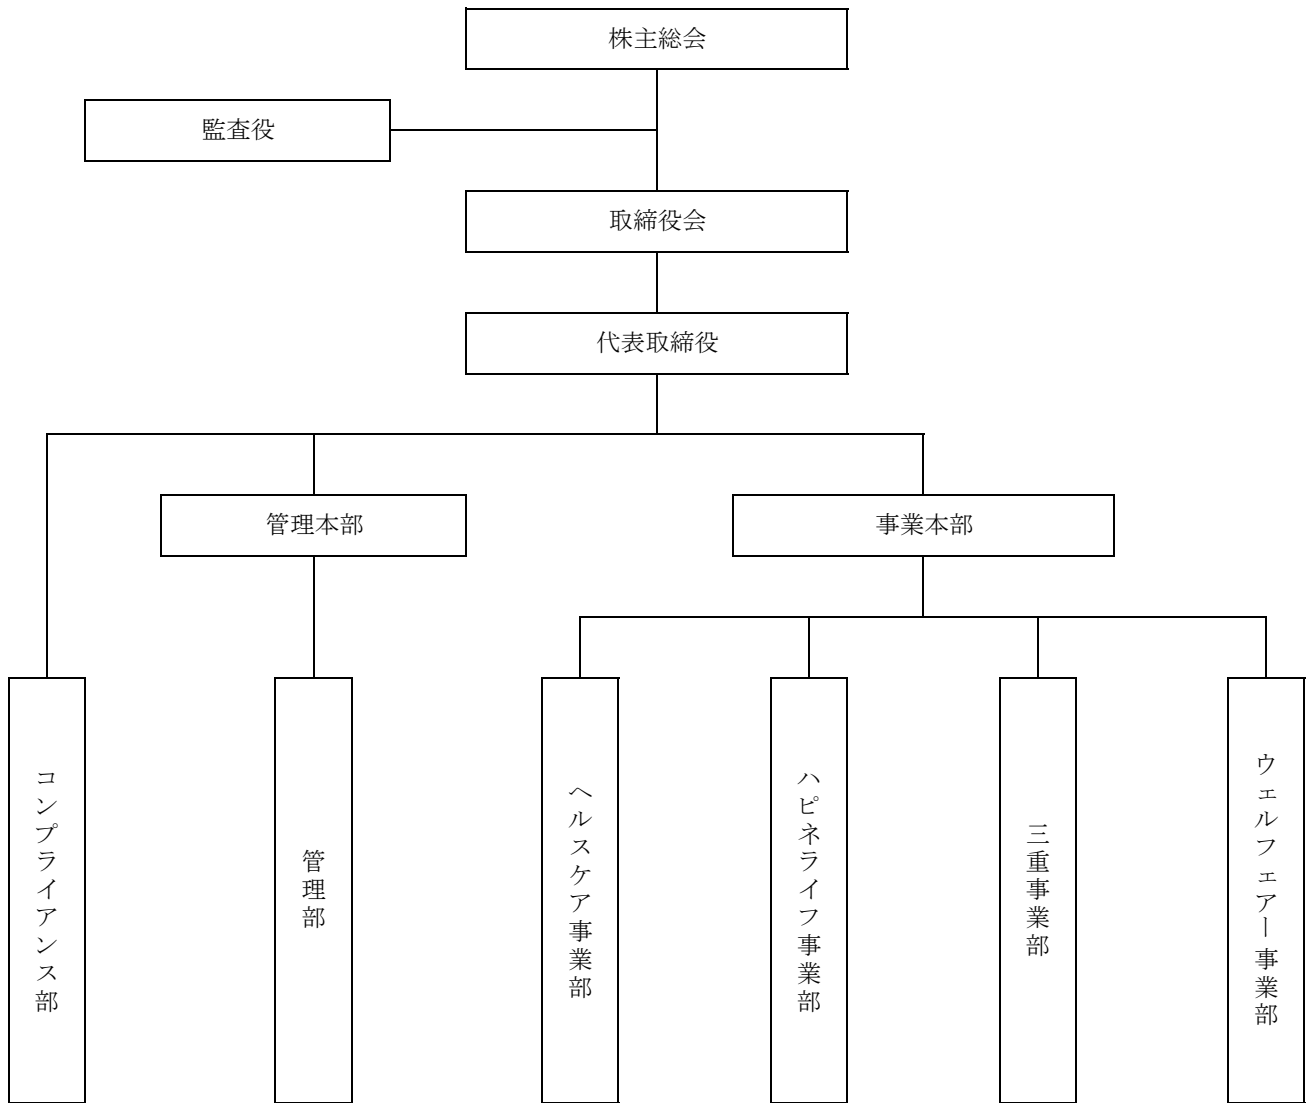 株主総会
監査役
取締役会
代表取締役
管理本部
事業本部
コンプライアンス部
管理部
ヘルスケア事業部
ハピネライフ事業部
三重事業部
ウェルフェアー事業部